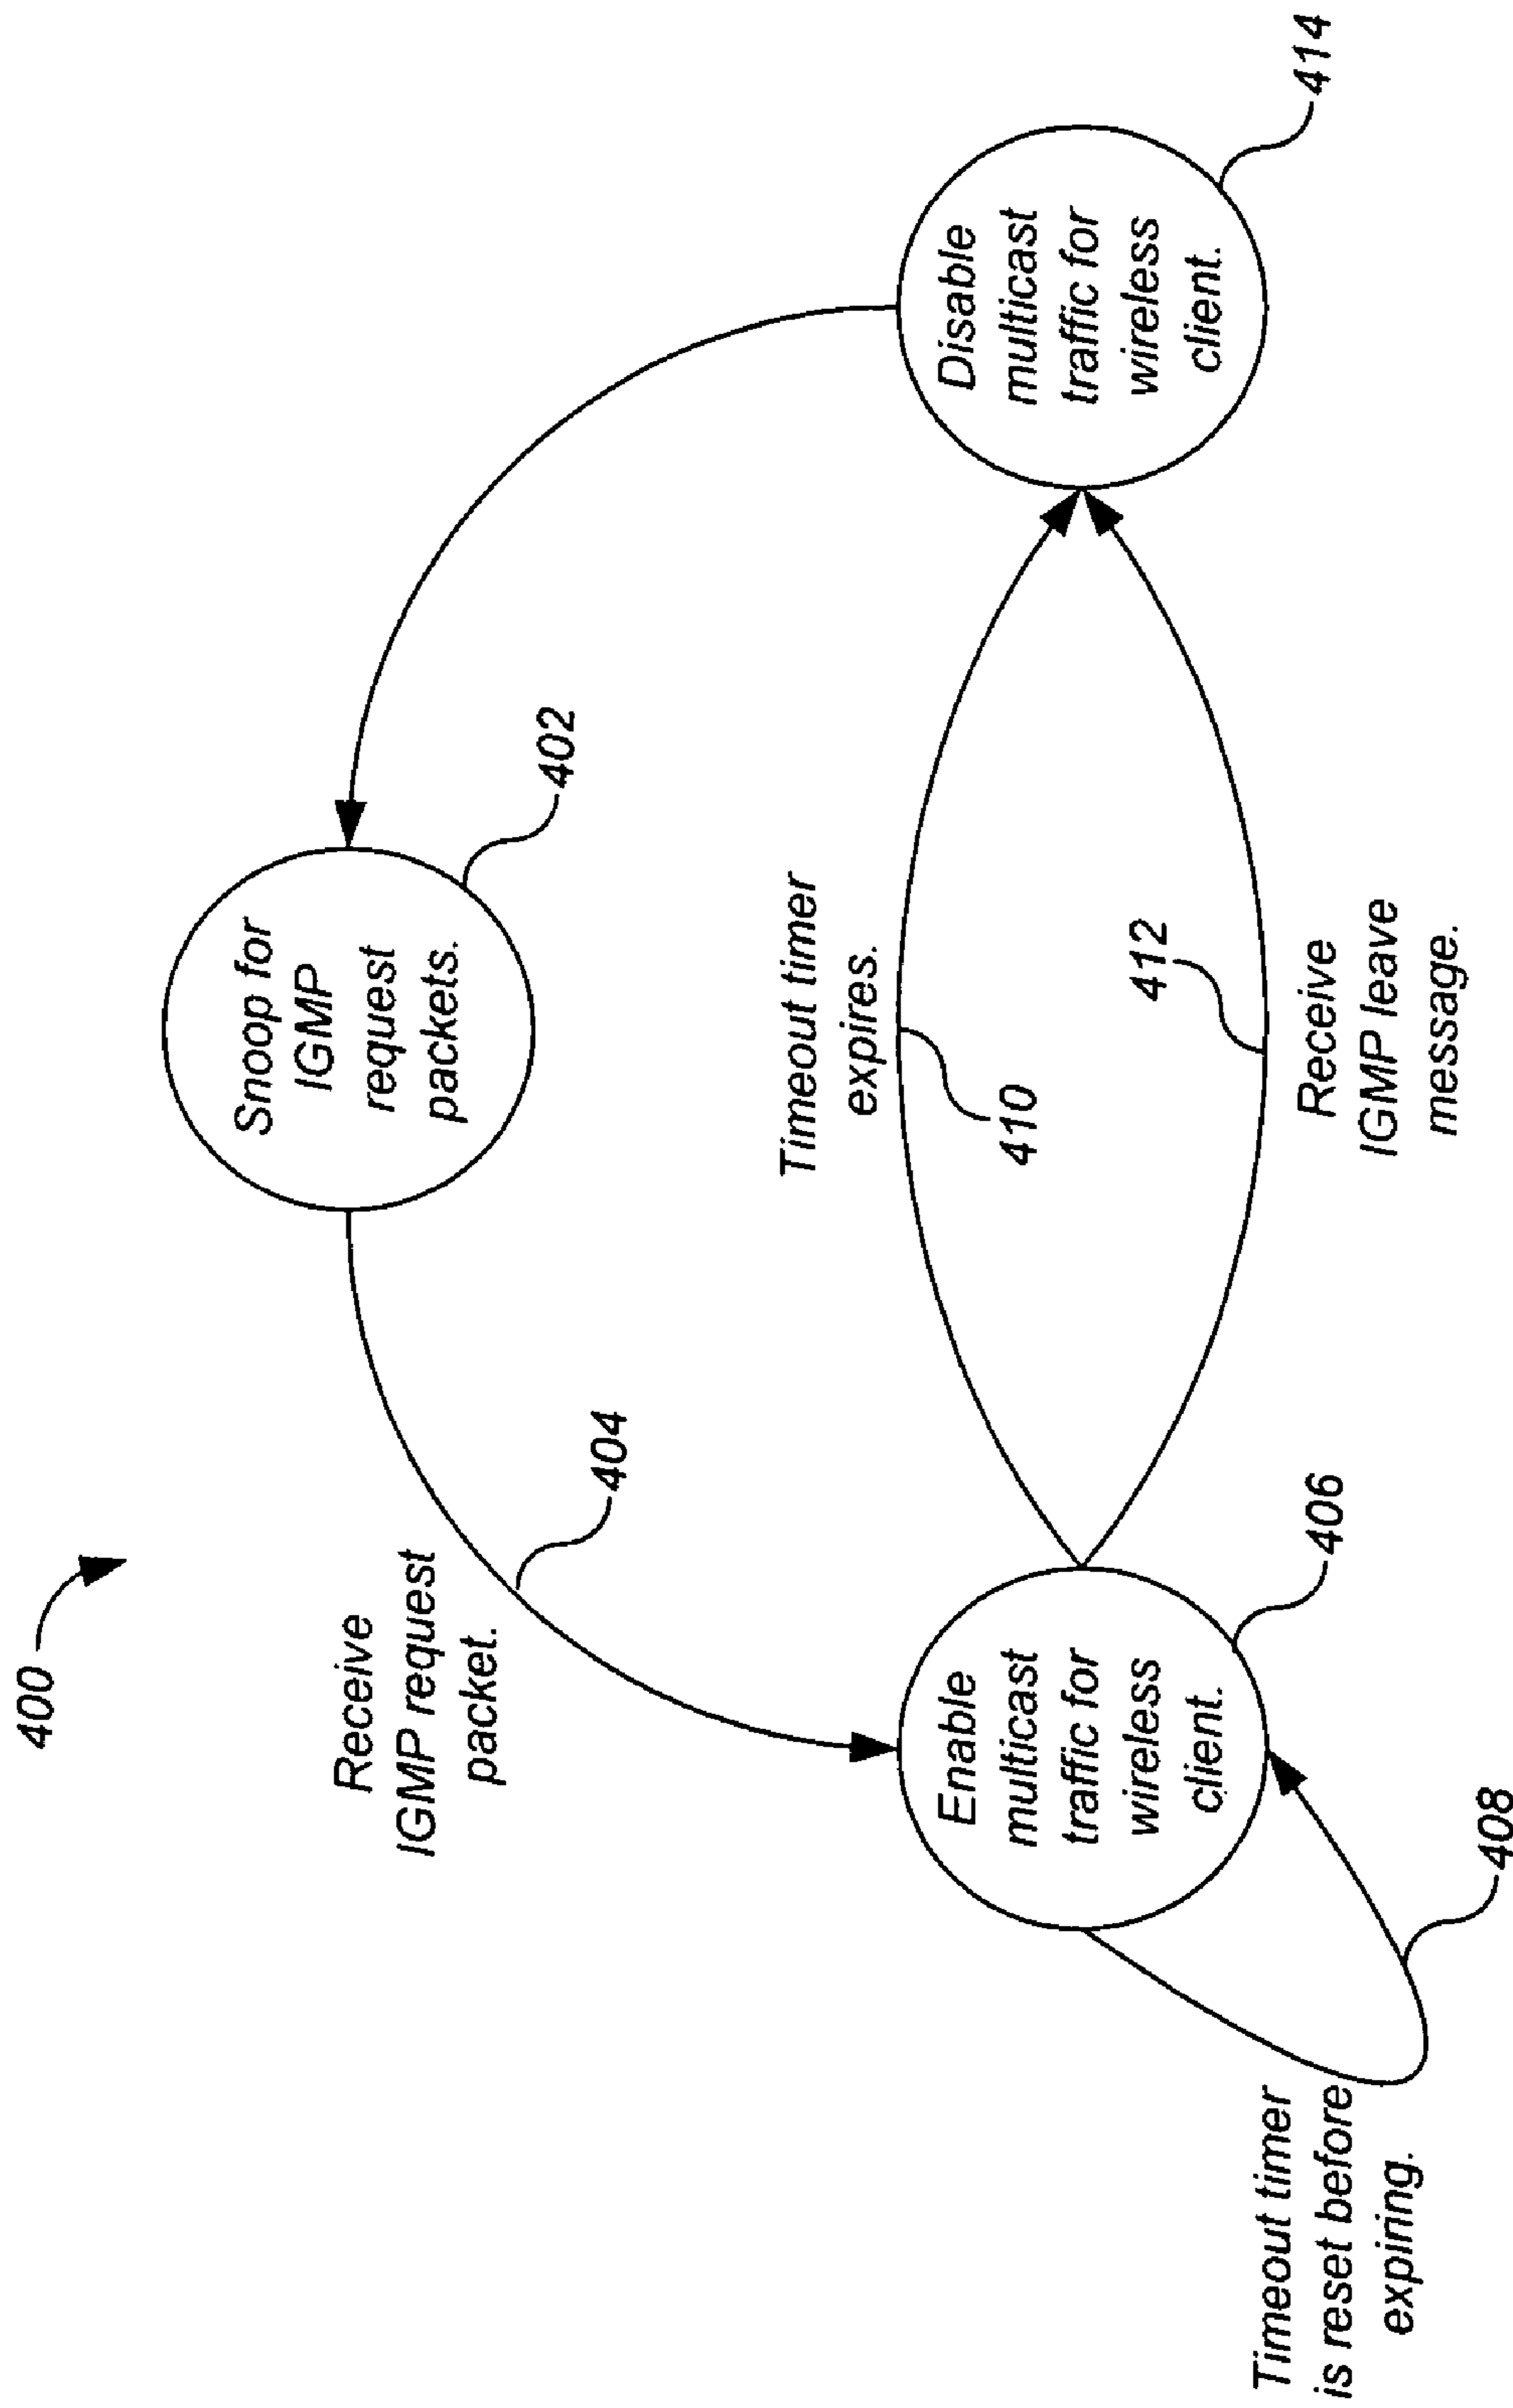 400
Snoop for
IGMP
request
packets.
402
Receive
IGMP request
packet.
404
Enable
multicast
traffic for
wireless
client.
406
Timeout timer
is reset before
expiring.
408
Timeout timer
expires.
410
412
Receive
IGMP leave
message.
Disable
multicast
traffic for
wireless
client.
414